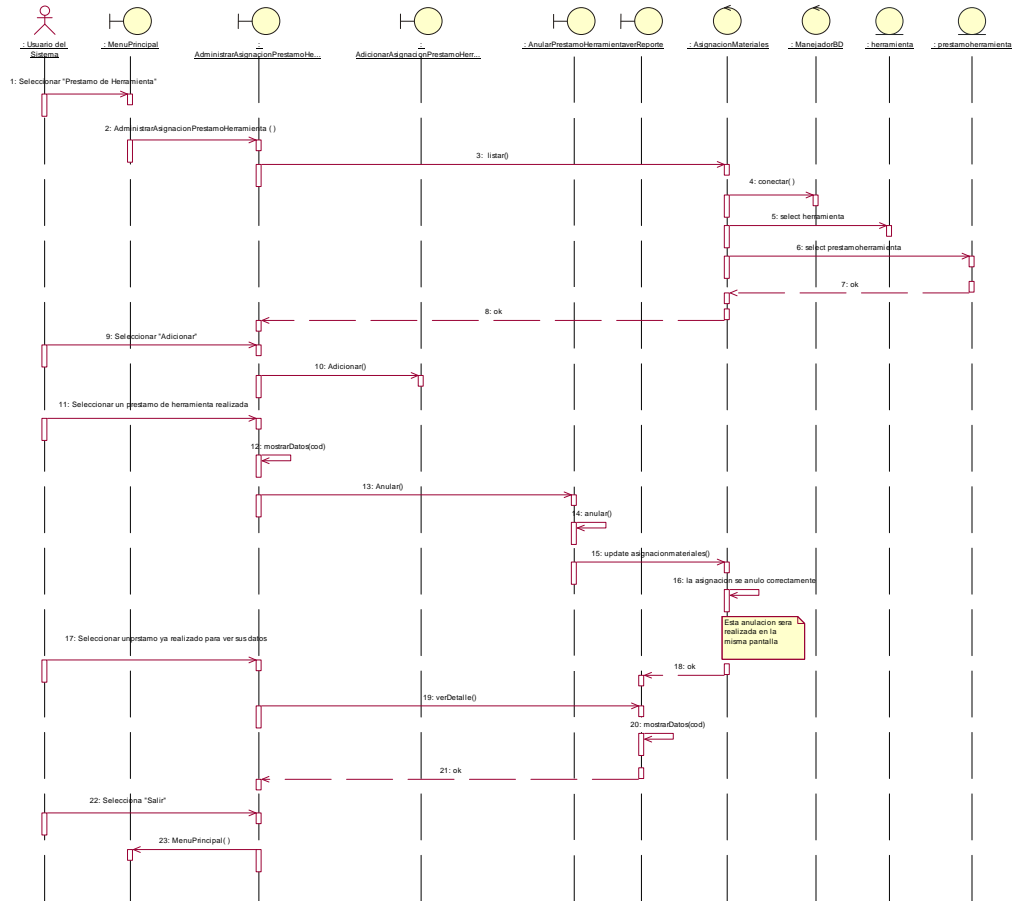 : Usuario del
Sistema
: MenuPrincipal
:
AdministrarAsignacionPrestamoHe...
:
AdicionarAsignacionPrestamoHerr...
: AnularPrestamoHerramienta
verReporte
: AsignacionMateriales
: ManejadorBD
: herramienta
: prestamoherramienta
1: Seleccionar "Prestamo de Herramienta"
2: AdministrarAsignacionPrestamoHerramienta ( )
3: listar()
4: conectar( )
5: select herramienta
6: select prestamoherramienta
7: ok
8: ok
9: Seleccionar "Adicionar"
10: Adicionar()
11: Seleccionar un prestamo de herramienta realizada
12: mostrarDatos(cod)
13: Anular()
14: anular()
15: update asignacionmateriales()
16: la asignacion se anulo correctamente
Esta anulacion sera
realizada en la
misma pantalla
17: Seleccionar unprstamo ya realizado para ver sus datos
18: ok
19: verDetalle()
20: mostrarDatos(cod)
21: ok
22: Selecciona "Salir"
23: MenuPrincipal( )